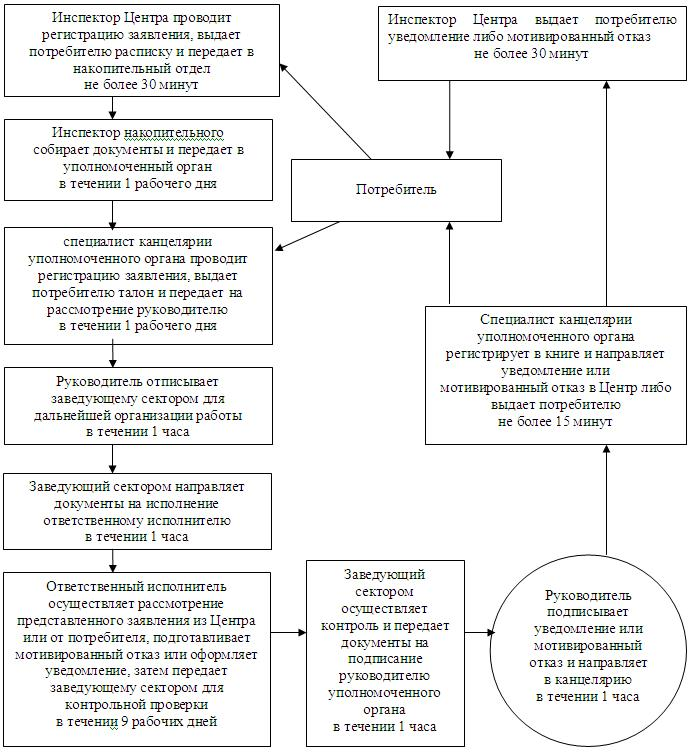 Инспектор Центра проводит
регистрацию заявления, выдает
потребителю расписку и передает в
накопительный отдел
не более 30 минут
Инспектор Центра выдает потребителю
уведомление либо мотивированный отказ
не более 30 минут
Инспектор накопительного
собирает документы и передает в
уполномоченный орган
в течении 1 рабочего дня
Потребитель
специалист канцелярии
уполномоченного органа проводит
регистрацию заявления, выдает
потребителю талон и передает на
рассмотрение руководителю
в течении 1 рабочего дня
Специалист канцелярии
уполномоченного органа
регистрирует в книге и направляет
уведомление или
мотивированный отказ в Центр либо
выдает потребителю
не более 15 минут
Руководитель отписывает
заведующему сектором для
дальнейшей организации работы
в течении 1 часа
Заведующий сектором направляет
документы на исполнение
ответственному исполнителю
в течении 1 часа
Ответственный исполнитель
осуществляет рассмотрение
представленного заявления из Центра
или от потребителя, подготавливает
мотивированный отказ или оформляет
уведомление, затем передает
заведующему сектором для
контрольной проверки
в течении 9 рабочих дней
Заведующий
сектором
осуществляет
контроль и передает
документы на
подписание
руководителю
уполномоченного
органа
в течении 1 часа
Руководитель
подписывает
уведомление или
мотивированный
отказ и направляет
в канцелярию
в течении 1 часа